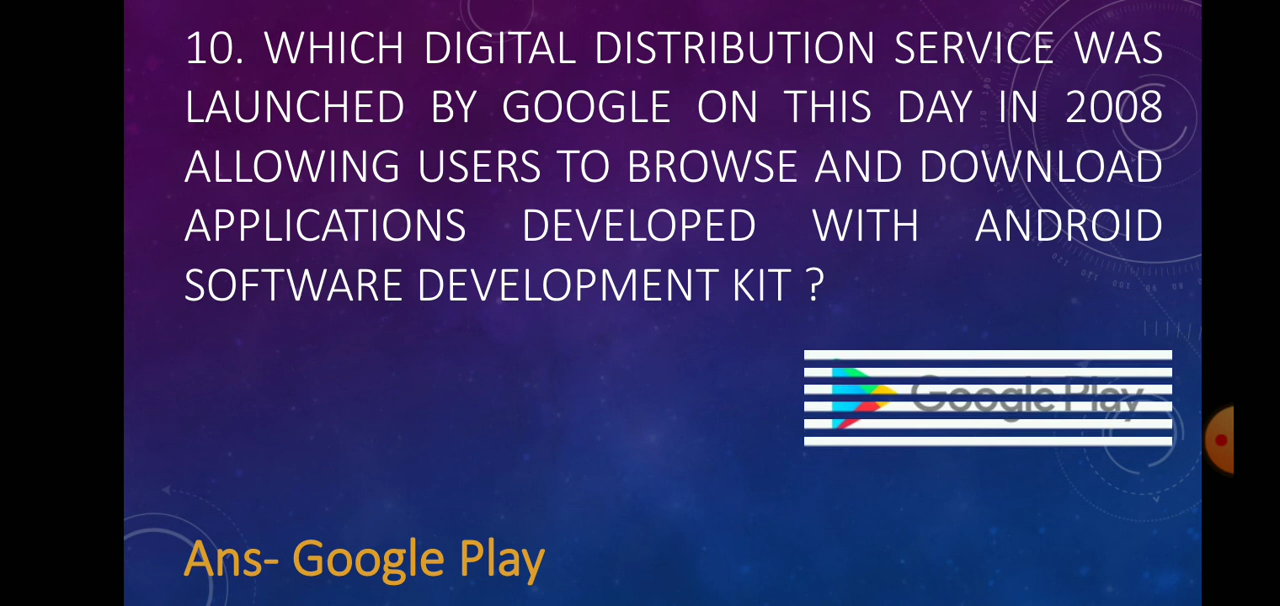 10. WHICH DIGITAL DISTRIBUTION SERVICE WAS
LAUNCHED BY GOOGLE ON THIS DAY IN 2008
ALLOWING USERS TO BROWSE AND DOWNLOAD
APPLICATIONS DEVELOPED WITH ANDROID
SOFTWARE DEVELOPMENT KIT ?
Google Play
Ans- Google Play